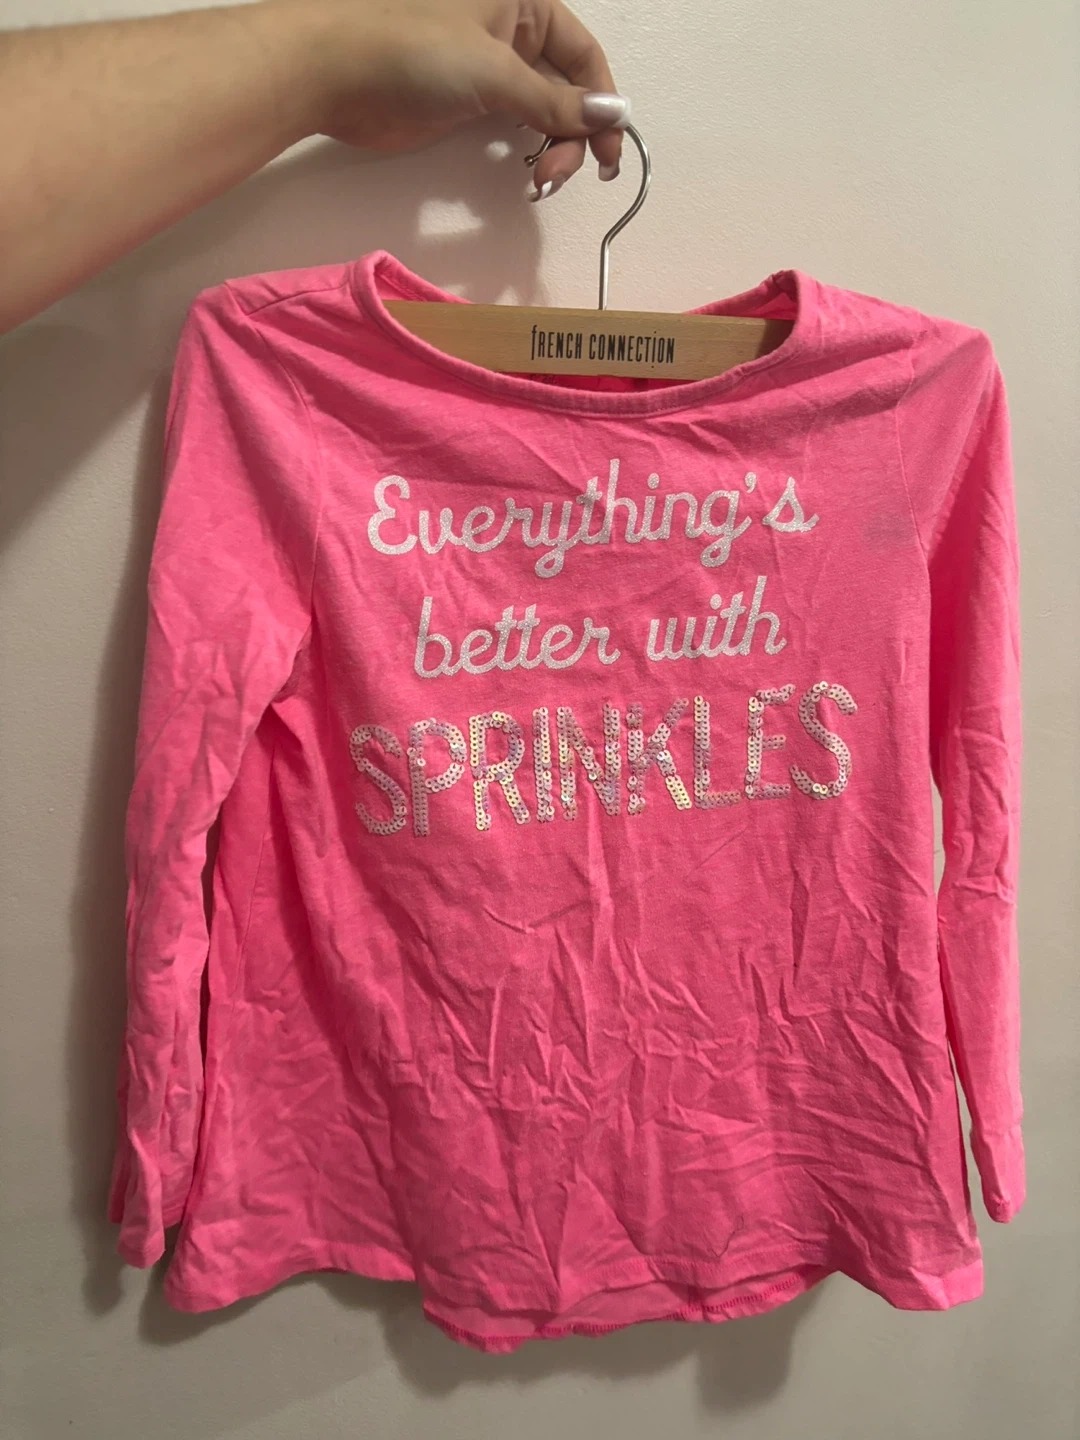 fRENCH CONNECTION
Everything's
better with
SPRINKLES